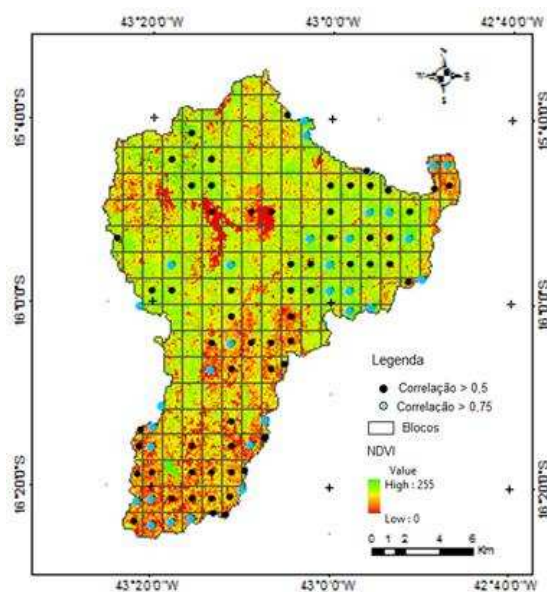 43°20'0"W 43°0'0"W 42°40'0"W
N
W E
S
15°40'0"S 15°40'0"S
16°0'0"S 16°0'0"S
Legenda
Correlação > 0,5
Correlação > 0,75
Blocos
NDVI
Value
High : 255
Low : 0
16°20'0"S 16°20'0"S
0 1 2 4 6
Km
43°20'0"W 43°0'0"W 42°40'0"W